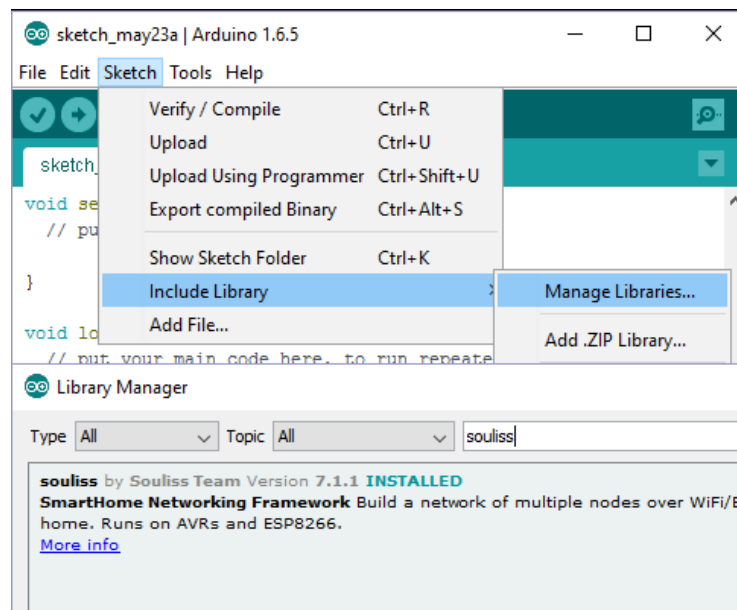 sketch_may23a | Arduino 1.6.5
File Edit Sketch Tools Help
Verify / Compile Ctrl+R
Upload Ctrl+U
sketch_
Upload Using Programmer Ctrl+Shift+U
void se
Export compiled Binary Ctrl+Alt+S
// pu
Show Sketch Folder Ctrl+K
}
Include Library
Manage Libraries...
Add File...
void lo
Add .ZIP Library...
// put your main code here, to run repeate
Library Manager
Type All Topic All souliss
souliss by Souliss Team Version 7.1.1 INSTALLED
SmartHome Networking Framework Build a network of multiple nodes over WiFi/E
home. Runs on AVRs and ESP8266.
More info